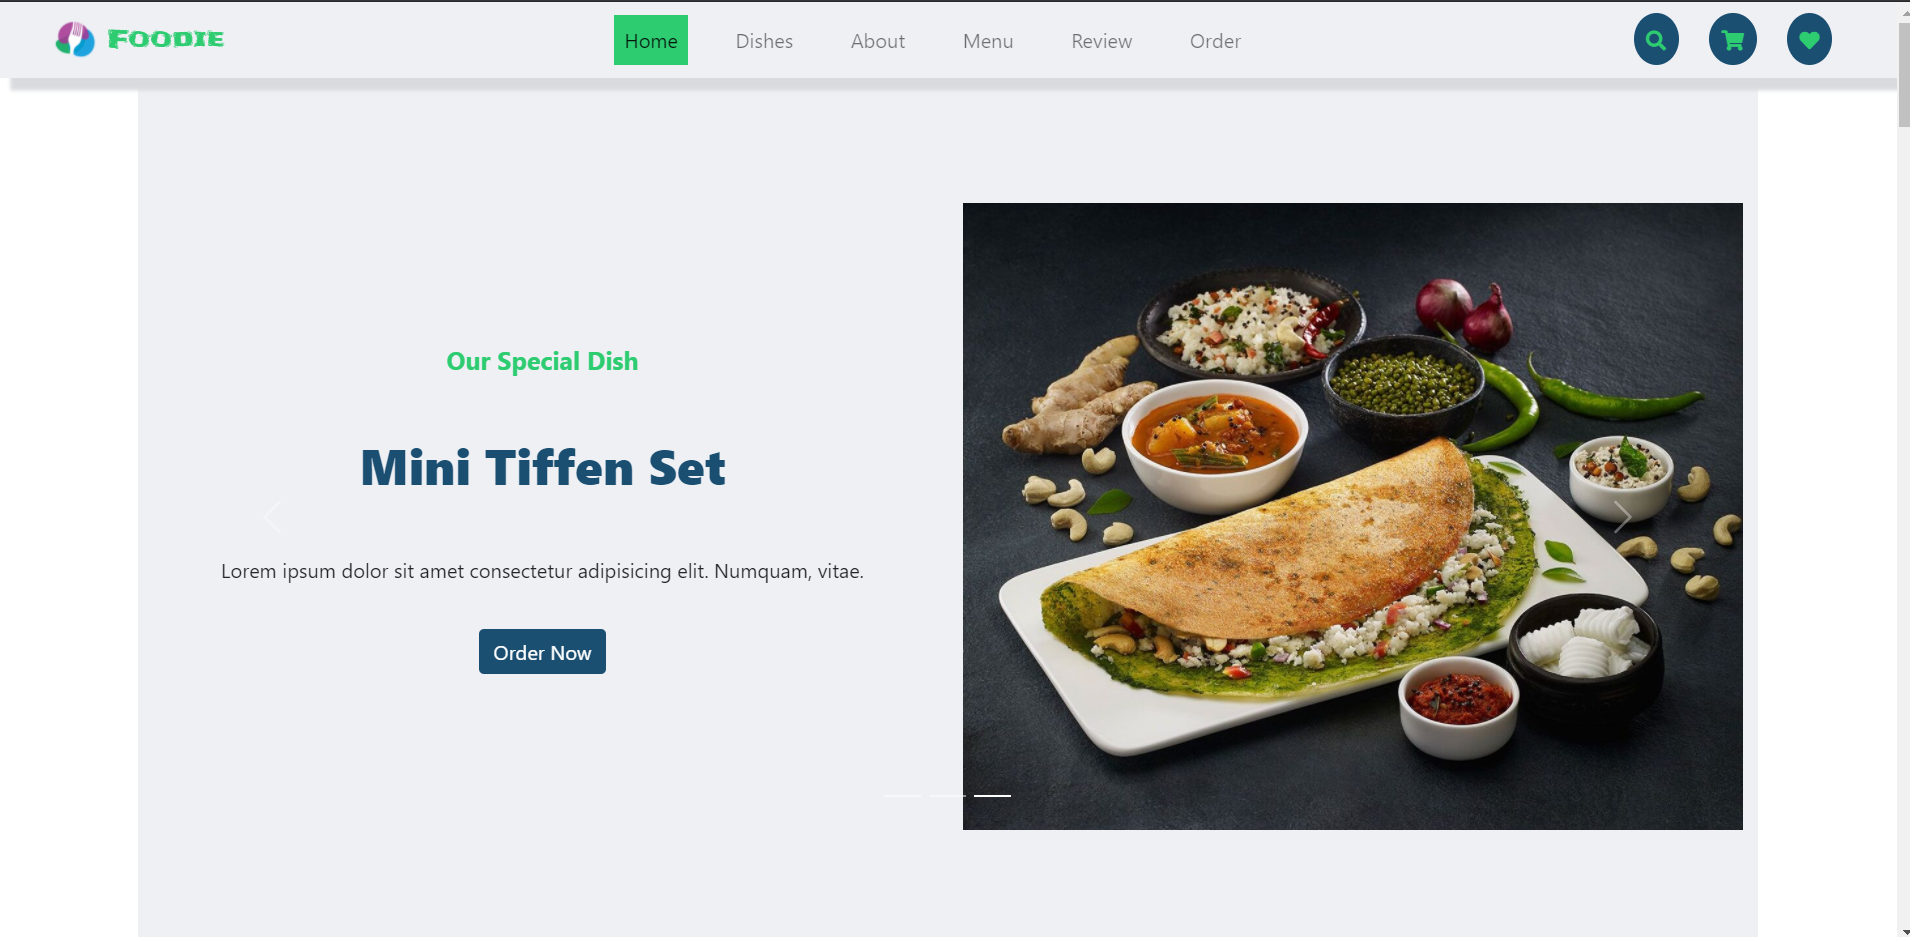 Foodie
Home Dishes About Menu Review Order
Our Special Dish
Mini Tiffen Set
Lorem ipsum dolor sit amet consectetur adipisicing elit. Numquam, vitae.
Order Now